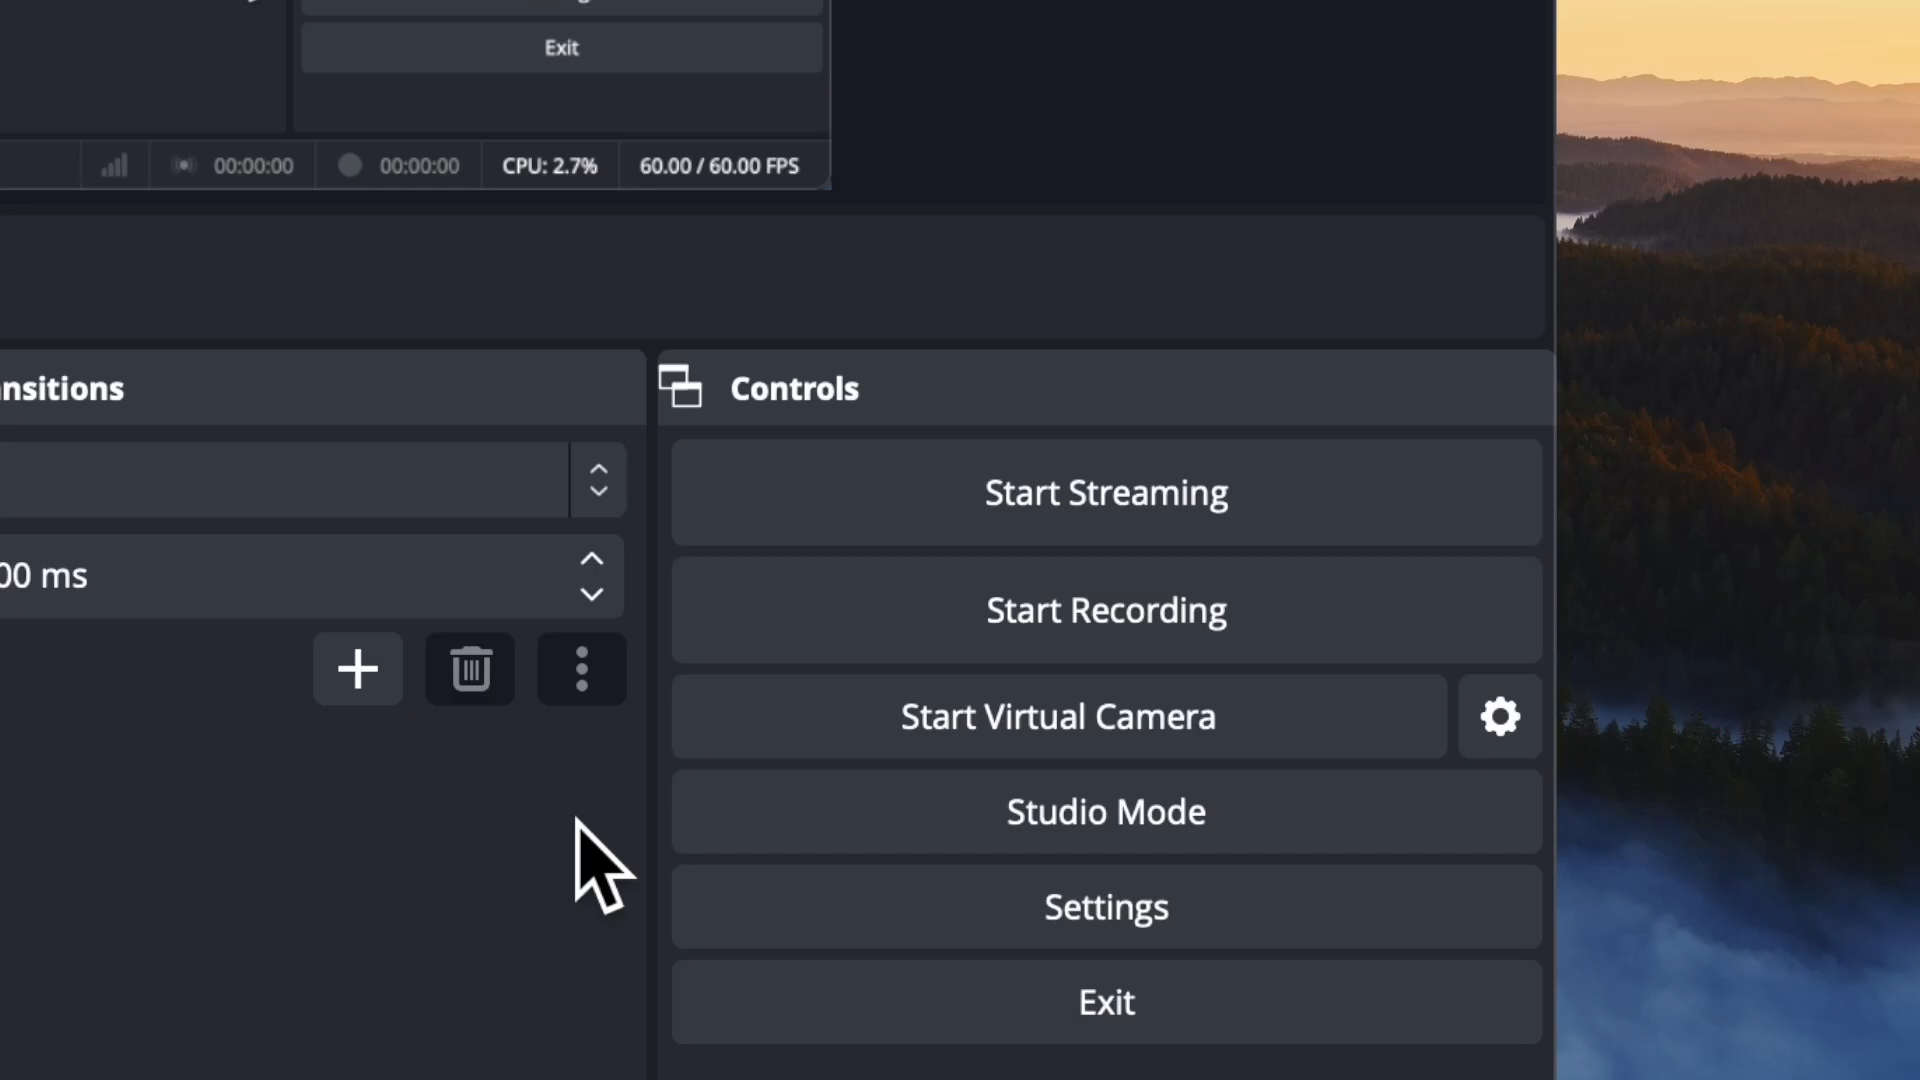 Exit
00:00:00 00:00:00 CPU: 2.7% 60.00 / 60.00 FPS
nsitions
Controls
Start Streaming
00 ms
Start Recording
Start Virtual Camera
Studio Mode
Settings
Exit